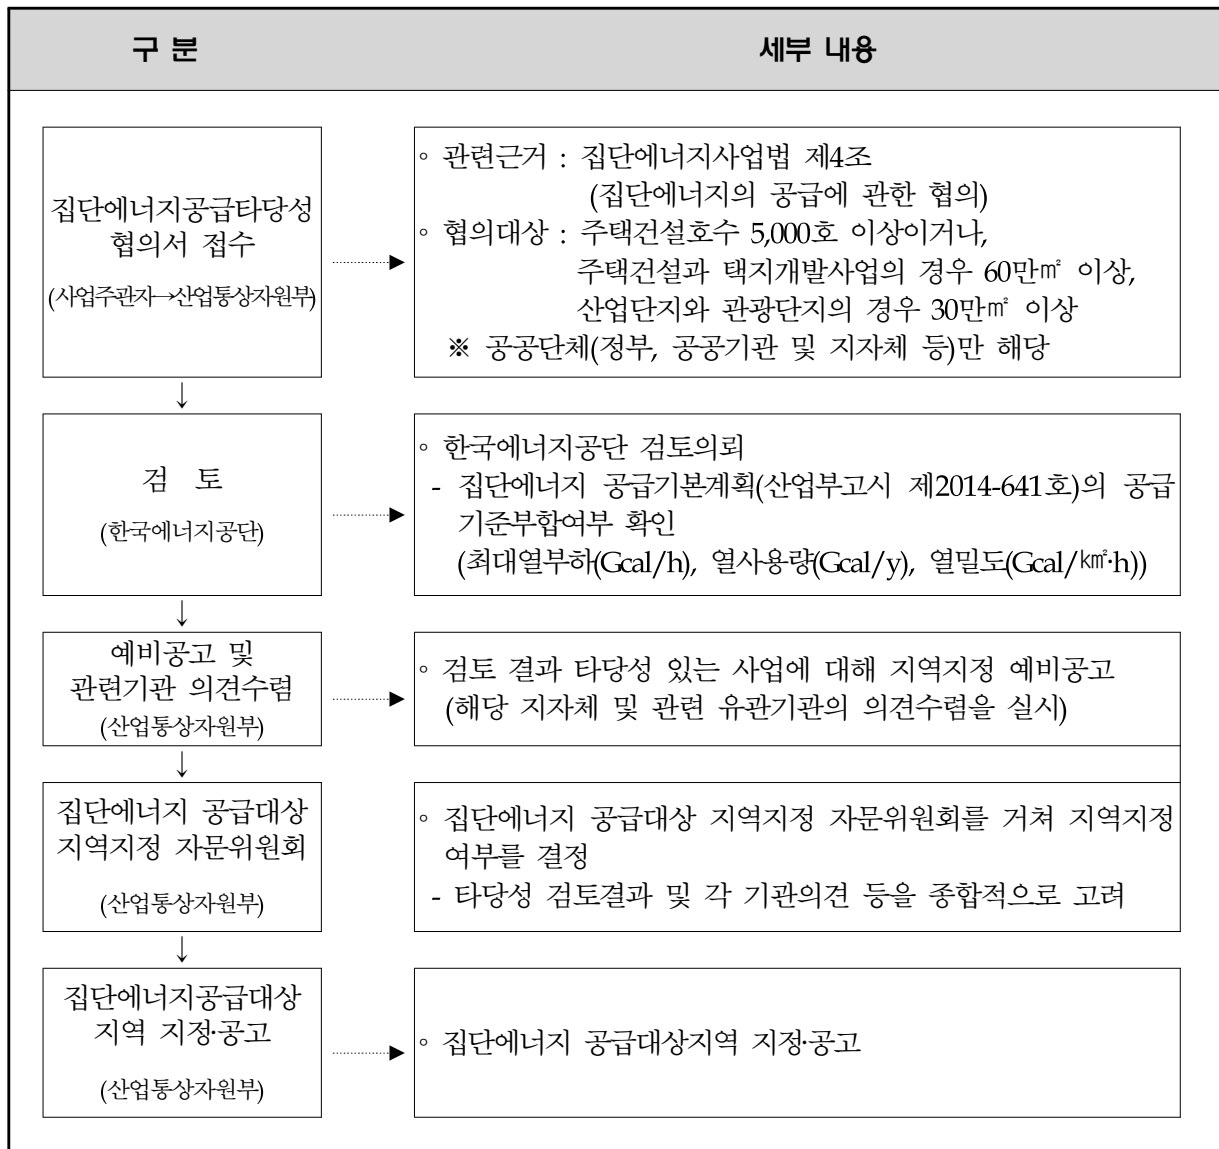 구 분
세부 내용
집단에너지공급타당성
협의서 접수
(사업주관자→산업통상자원부)
◦ 관련근거 : 집단에너지사업법 제4조
(집단에너지의 공급에 관한 협의)
◦ 협의대상 : 주택건설호수 5,000호 이상이거나,
주택건설과 택지개발사업의 경우 60만㎡ 이상,
산업단지와 관광단지의 경우 30만㎡ 이상
※ 공공단체(정부, 공공기관 및 지자체 등)만 해당
↓
검 토
(한국에너지공단)
◦ 한국에너지공단 검토의뢰
- 집단에너지 공급기본계획(산업부고시 제2014-641호)의 공급
기준부합여부 확인
(최대열부하(Gcal/h), 열사용량(Gcal/y), 열밀도(Gcal/㎢·h))
↓
예비공고 및
관련기관 의견수렴
(산업통상자원부)
◦ 검토 결과 타당성 있는 사업에 대해 지역지정 예비공고
(해당 지자체 및 관련 유관기관의 의견수렴을 실시)
↓
집단에너지 공급대상
지역지정 자문위원회
(산업통상자원부)
◦ 집단에너지 공급대상 지역지정 자문위원회를 거쳐 지역지정
여부를 결정
- 타당성 검토결과 및 각 기관의견 등을 종합적으로 고려
↓
집단에너지공급대상
지역 지정·공고
(산업통상자원부)
◦ 집단에너지 공급대상지역 지정·공고